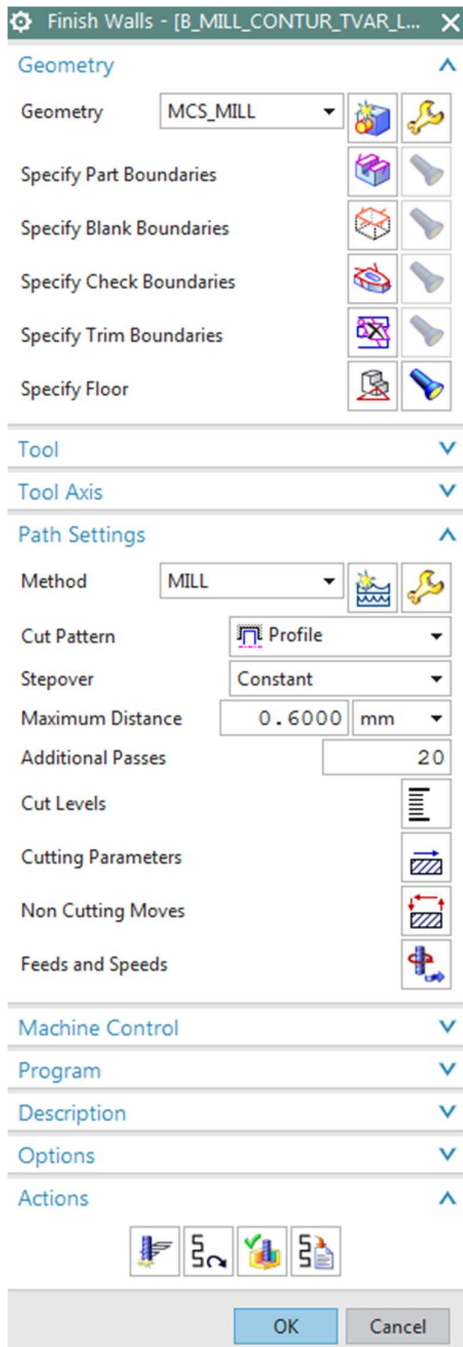 Finish Walls - [B_MILL_CONTUR_TVAR_L...
Geometry
Geometry MCS_MILL
Specify Part Boundaries
Specify Blank Boundaries
Specify Check Boundaries
Specify Trim Boundaries
Specify Floor
Tool
Tool Axis
Path Settings
Method MILL
Cut Pattern Profile
Stepover Constant
Maximum Distance 0.6000 mm
Additional Passes 20
Cut Levels
Cutting Parameters
Non Cutting Moves
Feeds and Speeds
Machine Control
Program
Description
Options
Actions
OK Cancel